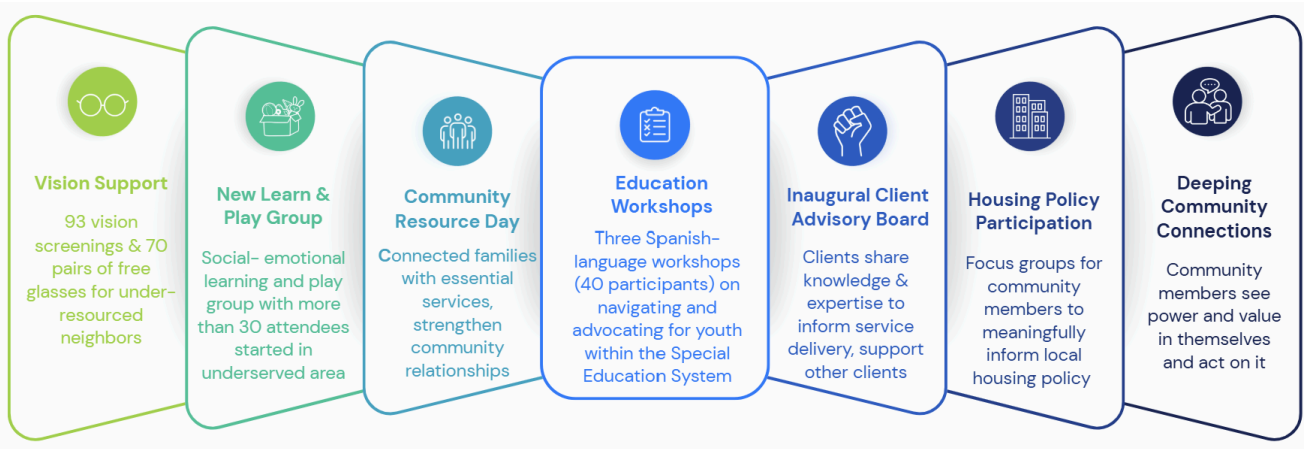 Vision Support
93 vision
screenings & 70
pairs of free
glasses for under-
resourced
neighbors
New Learn &
Play Group
Social- emotional
learning and play
group with more
than 30 attendees
started in
underserved area
Community
Resource Day
Connected families
with essential
services,
strengthen
community
relationships
Education
Workshops
Three Spanish-
language workshops
(40 participants) on
navigating and
advocating for youth
within the Special
Education System
Inaugural Client
Advisory Board
Clients share
knowledge &
expertise to
inform service
delivery, support
other clients
Housing Policy
Participation
Focus groups for
community
members to
meaningfully
inform local
housing policy
Deeping
Community
Connections
Community
members see
power and value
in themselves
and act on it